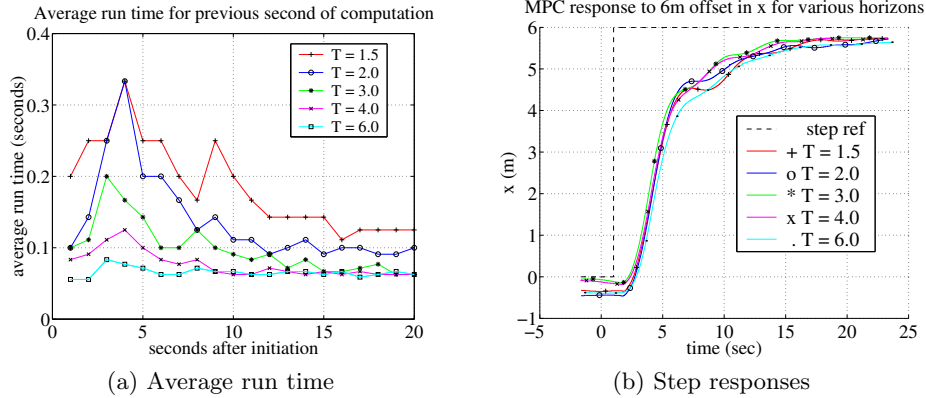 Average run time for previous second of computation
average run time (seconds)
0.4
0.3
0.2
0.1
0
T = 1.5
T = 2.0
T = 3.0
T = 4.0
T = 6.0
0 5 10 15 20
seconds after initiation
(a) Average run time
MPC response to 6m offset in x for various horizons
x (m)
6
5
4
3
2
1
0
−1
step ref
+ T = 1.5
o T = 2.0
* T = 3.0
x T = 4.0
. T = 6.0
−5 0 5 10 15 20 25
time (sec)
(b) Step responses